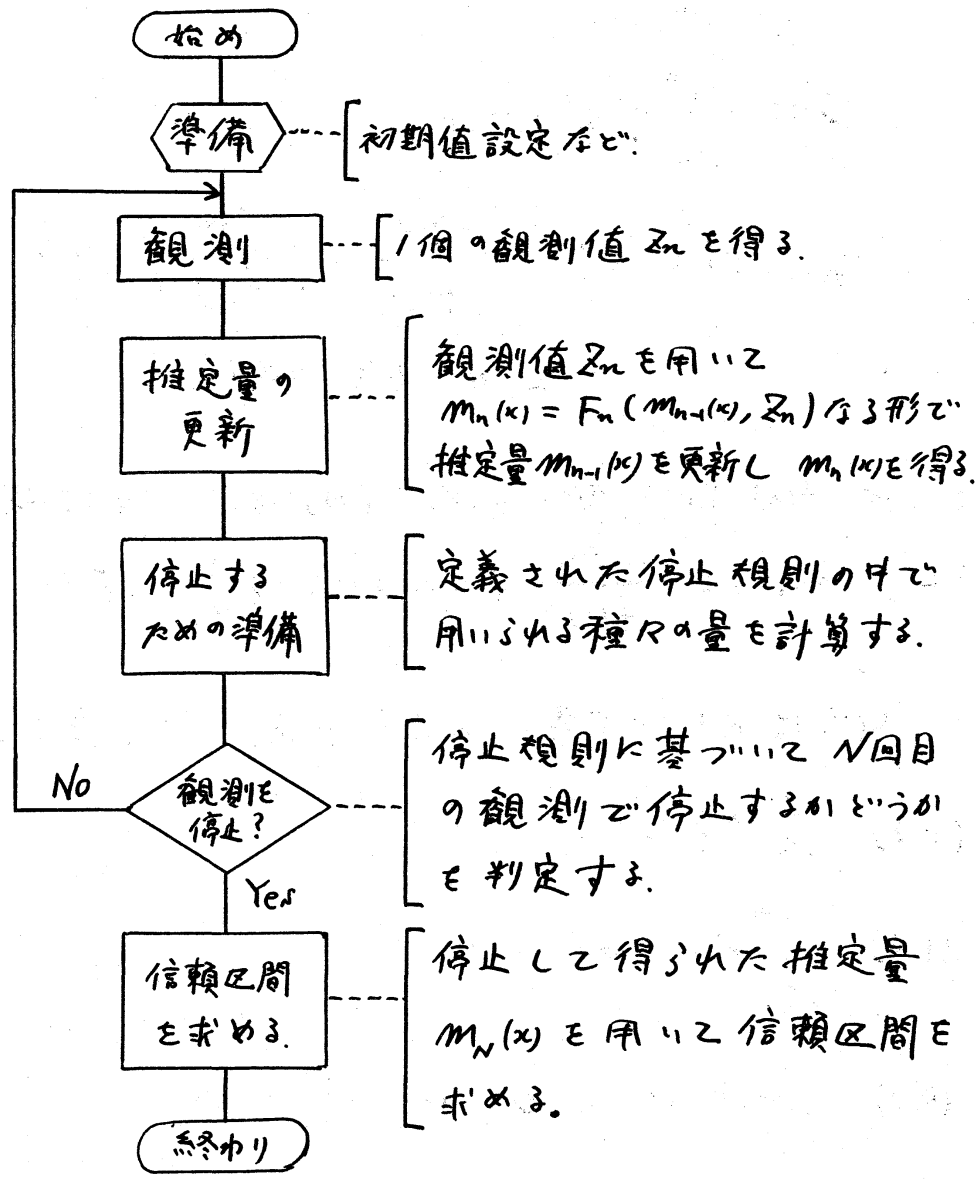 始め
準備
初期値設定など.
観測
1個の観測値 Zn を得る.
推定量の
更新
観測値Znを用いて
mn(x) = Fn(mn-1(x), Zn)なる形で
推定量mn-1(x)を更新し mn(x)を得る.
停止する
ための準備
定義された停止規則の中で
用いられる種々の量を計算する.
観測を
停止?
No
Yes
停止規則に基づいて N回目
の観測で停止するかどうか
を判定する.
信頼区間
を求める.
停止して得られた推定量
mN(x)を用いて信頼区間を
求める。
終わり